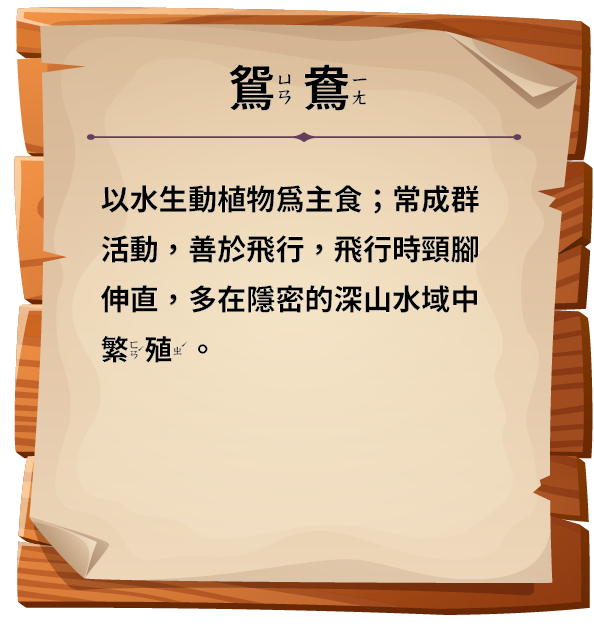 鴛ㄩㄢ鴦ㄧㄤ
以水生動植物為主食；常成群
活動，善於飛行，飛行時頸腳
伸直，多在隱密的深山水域中
繁ㄈㄢˊ殖ㄓˊ。